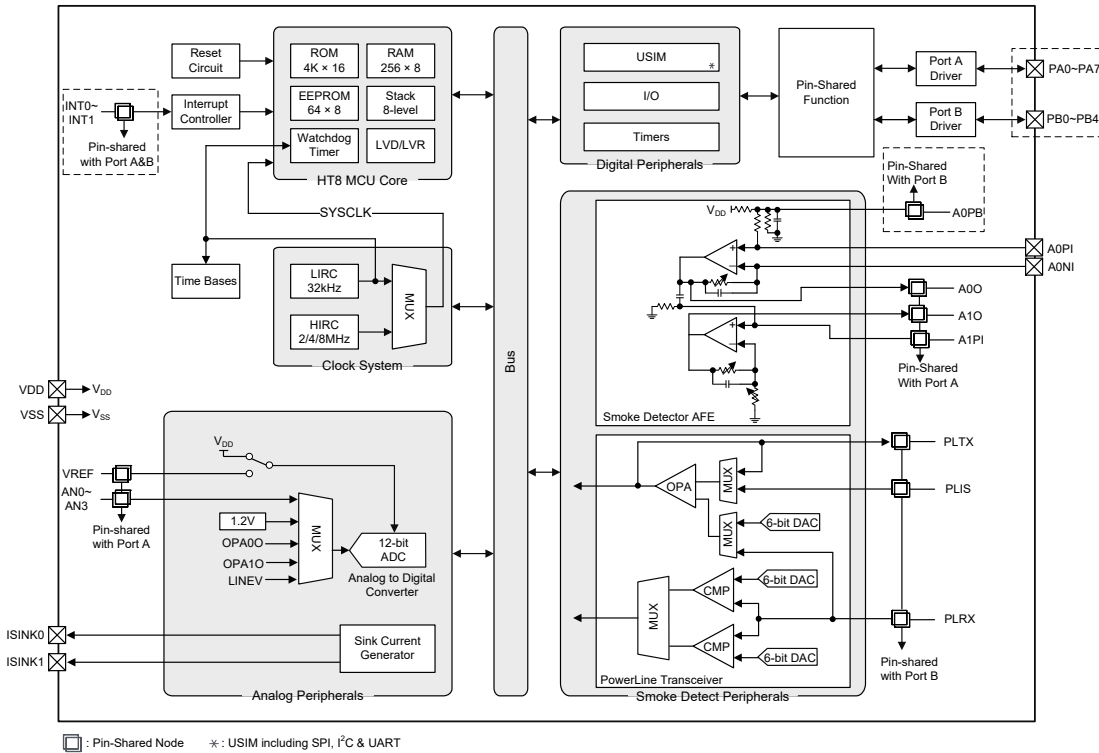 Reset
Circuit
INT0~
INT1
Pin-shared
with Port A&B
Interrupt
Controller
ROM
4K × 16
RAM
256 × 8
EEPROM
64 × 8
Stack
8-level
Watchdog
Timer
LVD/LVR
HT8 MCU Core
SYSCLK
Time Bases
LIRC
32kHz
HIRC
2/4/8MHz
MUX
Clock System
Bus
USIM
*
I/O
Timers
Digital Peripherals
Pin-Shared
Function
Port A
Driver
Port B
Driver
PA0~PA7
PB0~PB4
Pin-Shared
With Port B
A0PB
VDD
A0PI
A0NI
A0O
A1O
A1PI
Pin-Shared
With Port A
+
−
+
−
Smoke Detector AFE
VDD
VDD
VSS
VSS
VREF
AN0~
AN3
Pin-shared
with Port A
VDD
1.2V
OPA0O
OPA1O
LINEV
MUX
12-bit
ADC
Analog to Digital
Converter
ISINK0
ISINK1
Sink Current
Generator
Analog Peripherals
PLTX
PLIS
PLRX
Pin-shared
with Port B
OPA
MUX
MUX
6-bit DAC
MUX
CMP
6-bit DAC
CMP
6-bit DAC
PowerLine Transceiver
Smoke Detect Peripherals
: Pin-Shared Node
* : USIM including SPI, I²C & UART